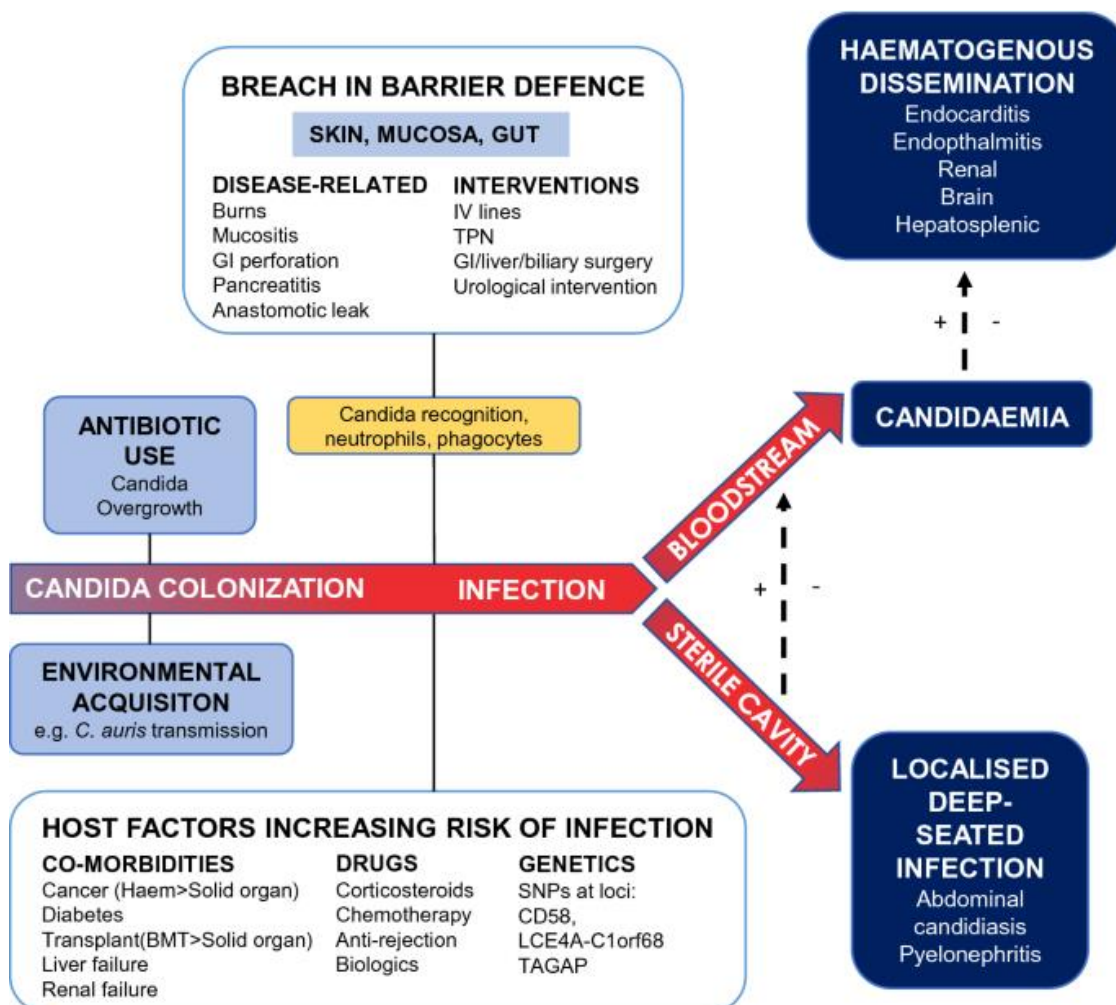 BREACH IN BARRIER DEFENCE
SKIN, MUCOSA, GUT
DISEASE-RELATED
Burns
Mucositis
GI perforation
Pancreatitis
Anastomotic leak
INTERVENTIONS
IV lines
TPN
GI/liver/biliary surgery
Urological intervention
HAEMATOGENOUS
DISSEMINATION
Endocarditis
Endopthalmitis
Renal
Brain
Hepatosplenic
+ -
CANDIDAEMIA
ANTIBIOTIC
USE
Candida
Overgrowth
Candida recognition,
neutrophils, phagocytes
BLOODSTREAM
CANDIDA COLONIZATION
INFECTION
+ -
STERILE CAVITY
ENVIRONMENTAL
ACQUISITON
e.g. C. auris transmission
LOCALISED
DEEP-
SEATED
INFECTION
Abdominal
candidiasis
Pyelonephritis
HOST FACTORS INCREASING RISK OF INFECTION
CO-MORBIDITIES
Cancer (Haem>Solid organ)
Diabetes
Transplant(BMT>Solid organ)
Liver failure
Renal failure
DRUGS
Corticosteroids
Chemotherapy
Anti-rejection
Biologics
GENETICS
SNPs at loci:
CD58,
LCE4A-C1orf68
TAGAP